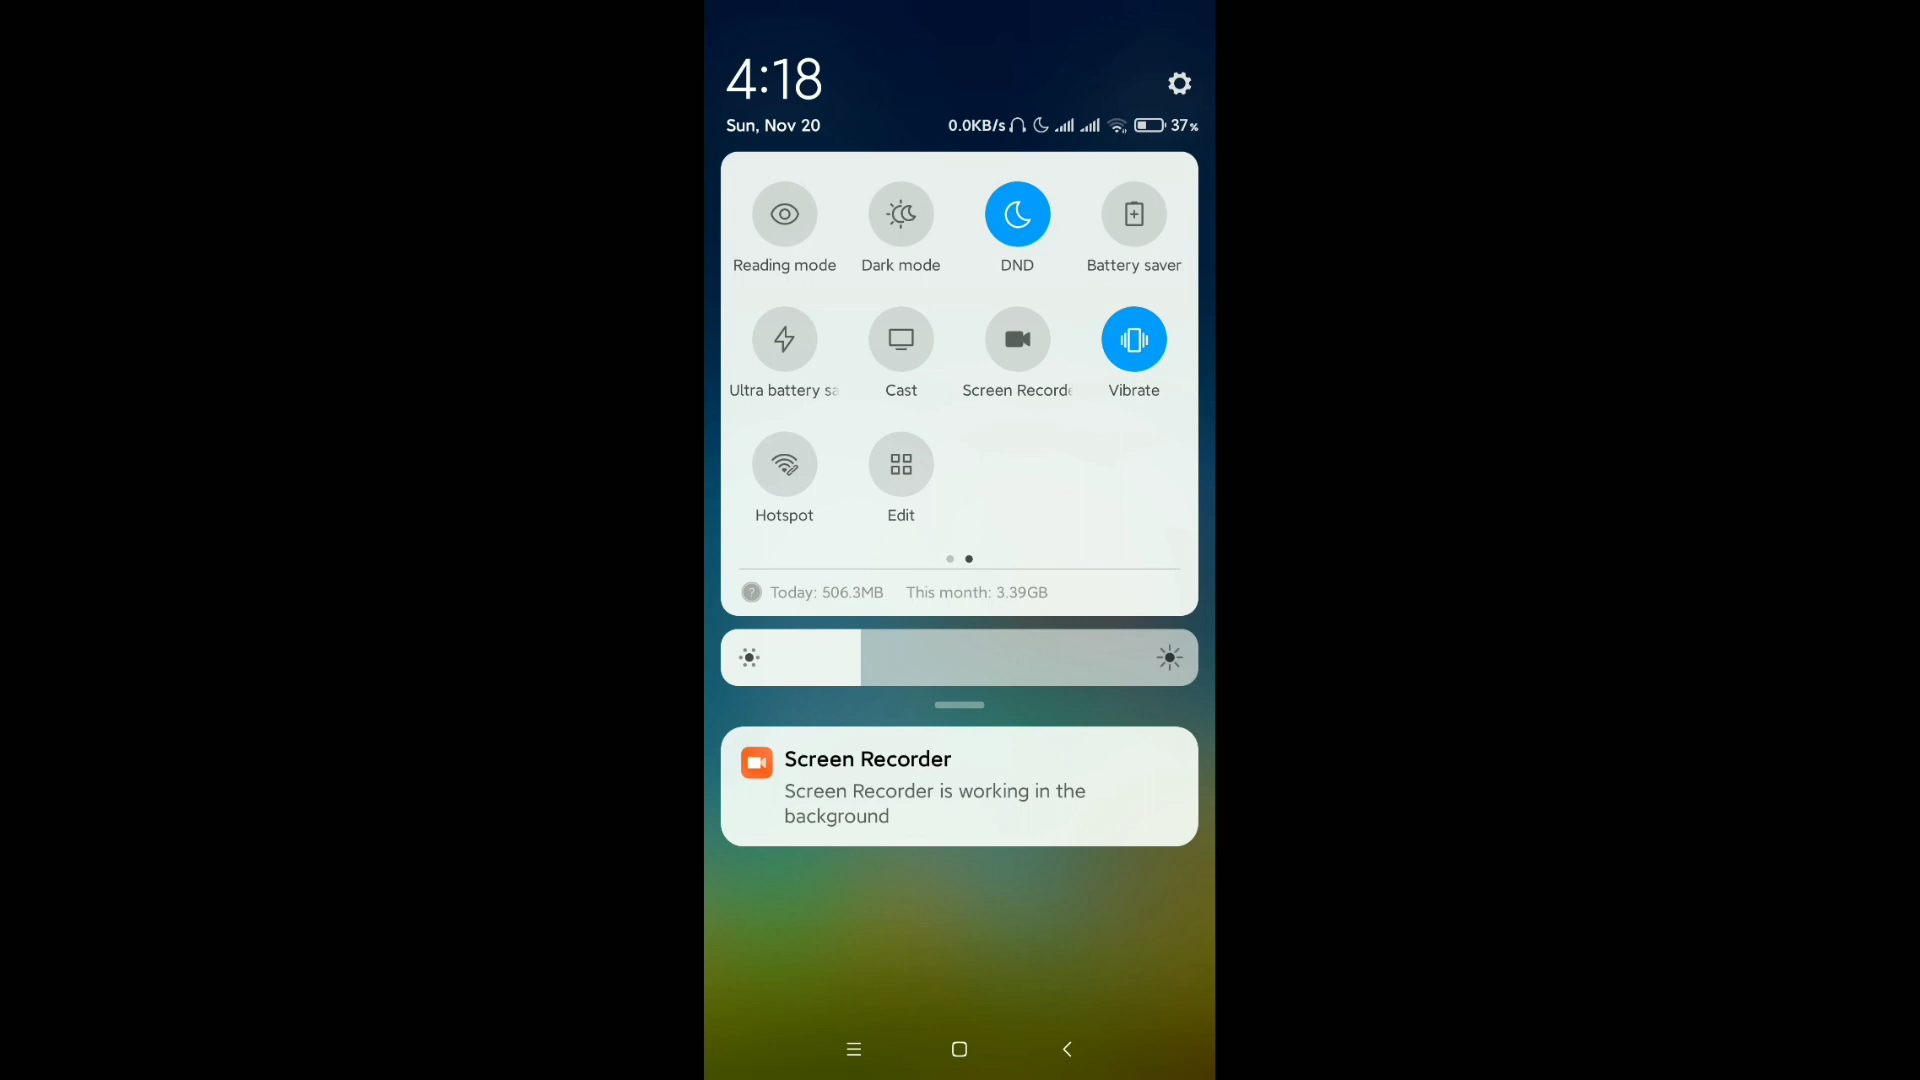 4:18
Sun, Nov 20
0.0KB/s 37%
Reading mode Dark mode DND Battery saver
Ultra battery sa Cast Screen Recorde Vibrate
Hotspot Edit
? Today: 506.3MB This month: 3.39GB
Screen Recorder
Screen Recorder is working in the
background